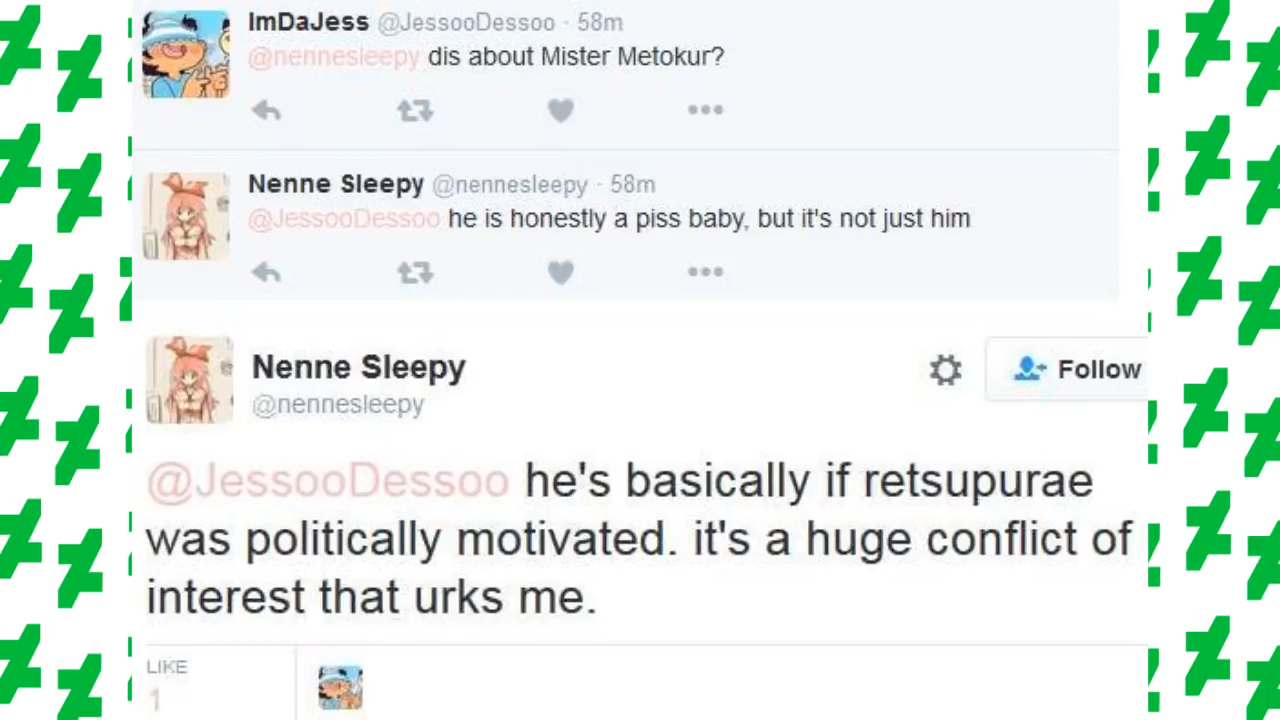 ImDaJess @JessooDessoo · 58m
@nennesleepy dis about Mister Metokur?
Nenne Sleepy @nennesleepy · 58m
@JessooDessoo he is honestly a piss baby, but it's not just him
Nenne Sleepy
@nennesleepy
Follow
@JessooDessoo he's basically if retsupurae
was politically motivated. it's a huge conflict of
interest that urks me.
LIKE
1